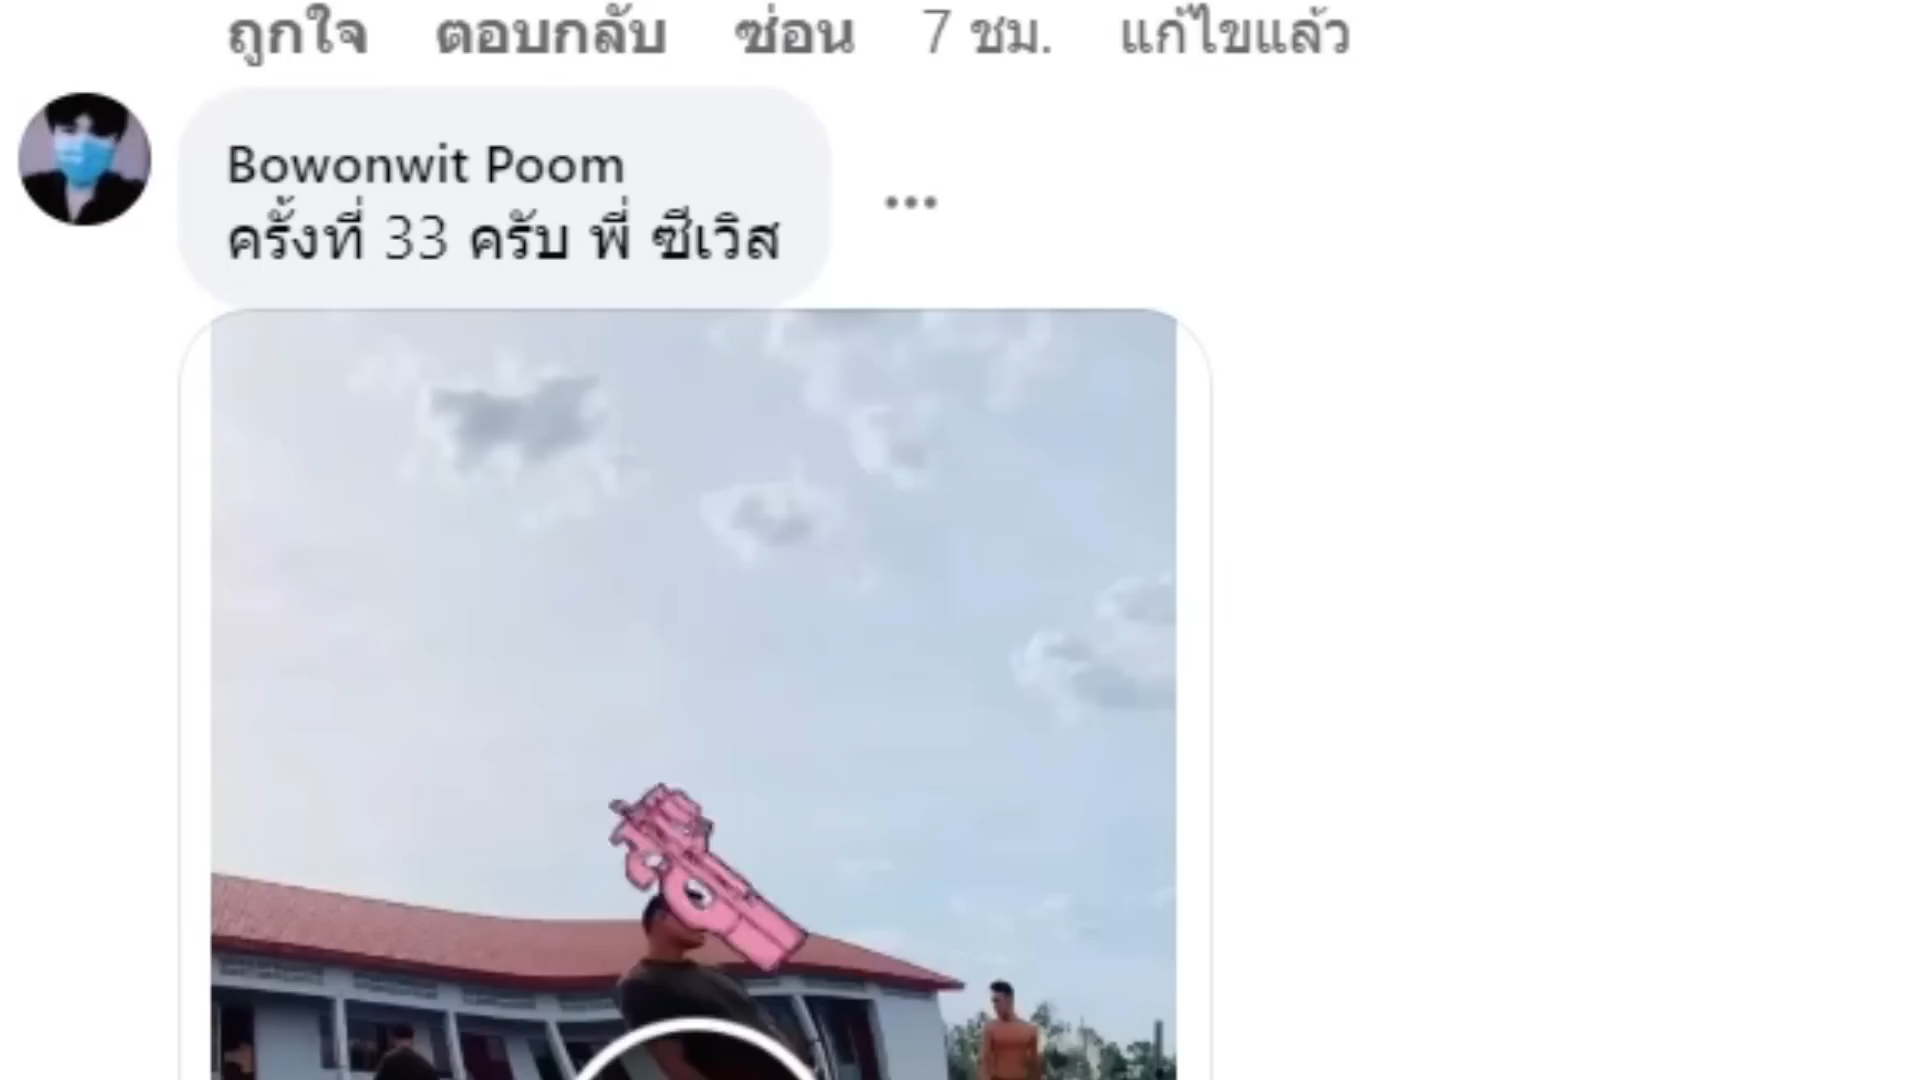 ถูกใจ ตอบกลับ ซ่อน 7 ชม. แก้ไขแล้ว
Bowonwit Poom
ครั้งที่ 33 ครับ พี่ ซีเวิส